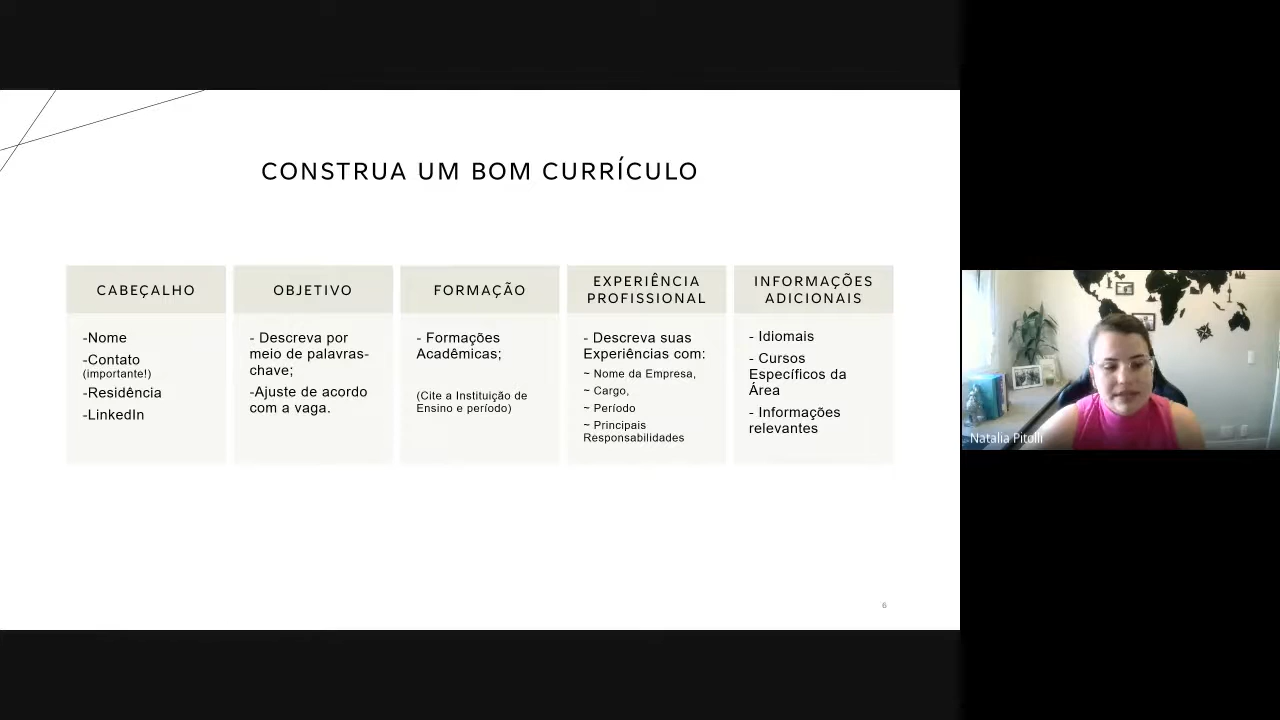 CONSTRUA UM BOM CURRÍCULO
CABEÇALHO
-Nome
-Contato
(importante!)
-Residência
-LinkedIn
OBJETIVO
- Descreva por
meio de palavras-
chave;
-Ajuste de acordo
com a vaga.
FORMAÇÃO
- Formações
Acadêmicas;
(Cite a Instituição de
Ensino e período)
EXPERIÊNCIA
PROFISSIONAL
- Descreva suas
Experiências com:
~ Nome da Empresa,
~ Cargo,
~ Período
~ Principais
Responsabilidades
INFORMAÇÕES
ADICIONAIS
- Idiomais
- Cursos
Específicos da
Área
- Informações
relevantes
6
Natalia Pitolli